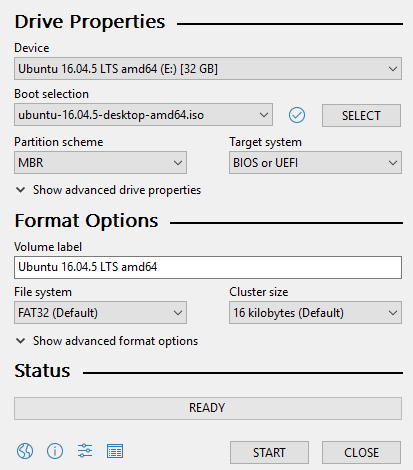 Drive Properties
Device
Ubuntu 16.04.5 LTS amd64 (E:) [32 GB]
Boot selection
ubuntu-16.04.5-desktop-amd64.iso
SELECT
Partition scheme
Target system
MBR
BIOS or UEFI
Show advanced drive properties
Format Options
Volume label
Ubuntu 16.04.5 LTS amd64
File system
Cluster size
FAT32 (Default)
16 kilobytes (Default)
Show advanced format options
Status
READY
START
CLOSE